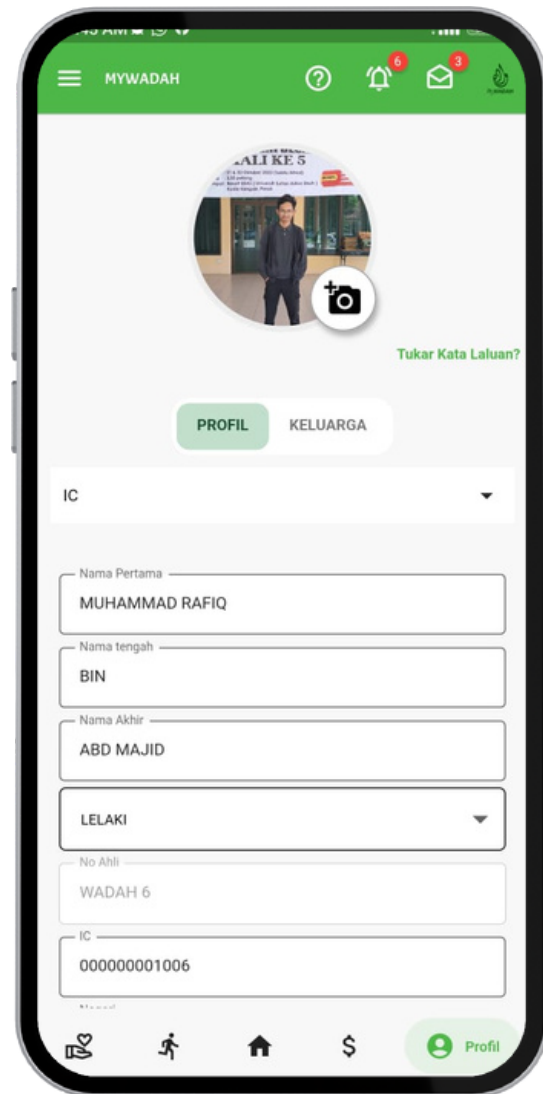 MYWADAH
6
3
ALI KE 5
Tukar Kata Laluan?
PROFIL
KELUARGA
IC
Nama Pertama
MUHAMMAD RAFIQ
Nama tengah
BIN
Nama Akhir
ABD MAJID
LELAKI
No Ahli
WADAH 6
IC
000000001006
$
Profil